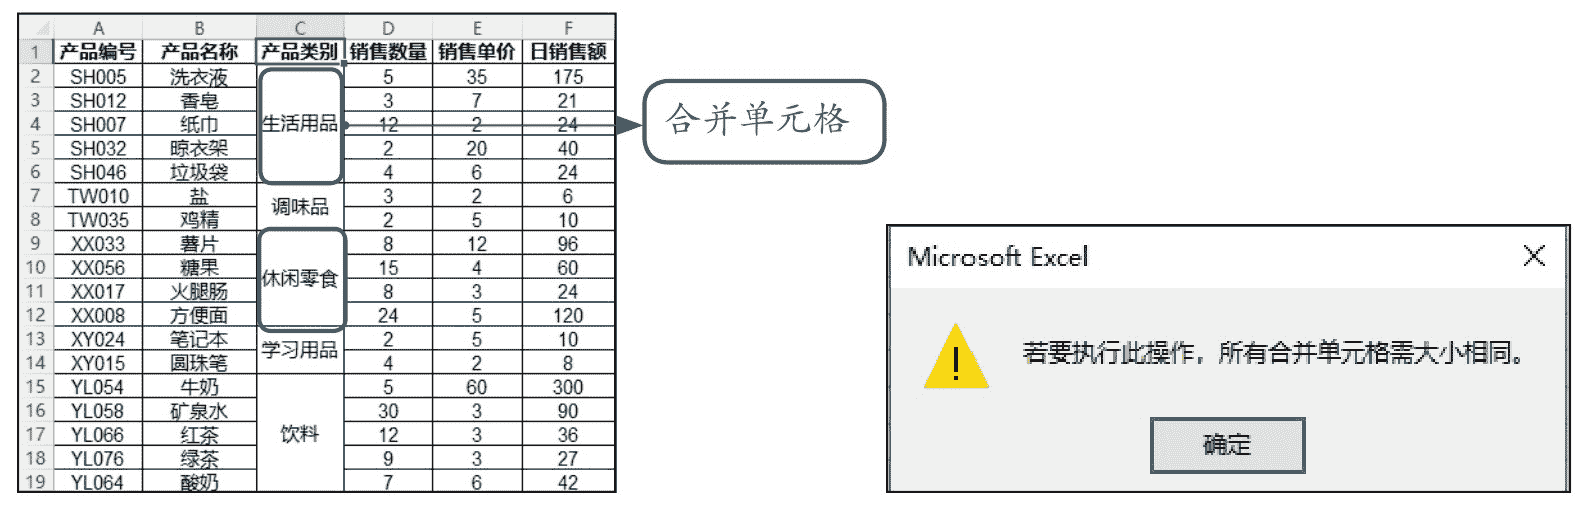 A B C D E F
1 产品编号 产品名称 产品类别 销售数量 销售单价 日销售额
2 SH005 洗衣液 5 35 175
3 SH012 香皂 3 7 21
4 SH007 纸巾 生活用品 12 2 24
5 SH032 晾衣架 2 20 40
6 SH046 垃圾袋 4 6 24
7 TW010 盐 调味品 3 2 6
8 TW035 鸡精 2 5 10
9 XX033 薯片 8 12 96
10 XX056 糖果 休闲零食 15 4 60
11 XX017 火腿肠 8 3 24
12 XX008 方便面 24 5 120
13 XY024 笔记本 学习用品 2 5 10
14 XY015 圆珠笔 4 2 8
15 YL054 牛奶 5 60 300
16 YL058 矿泉水 30 3 90
17 YL066 红茶 饮料 12 3 36
18 YL076 绿茶 9 3 27
19 YL064 酸奶 7 6 42
合并单元格
Microsoft Excel
若要执行此操作，所有合并单元格需大小相同。
确定